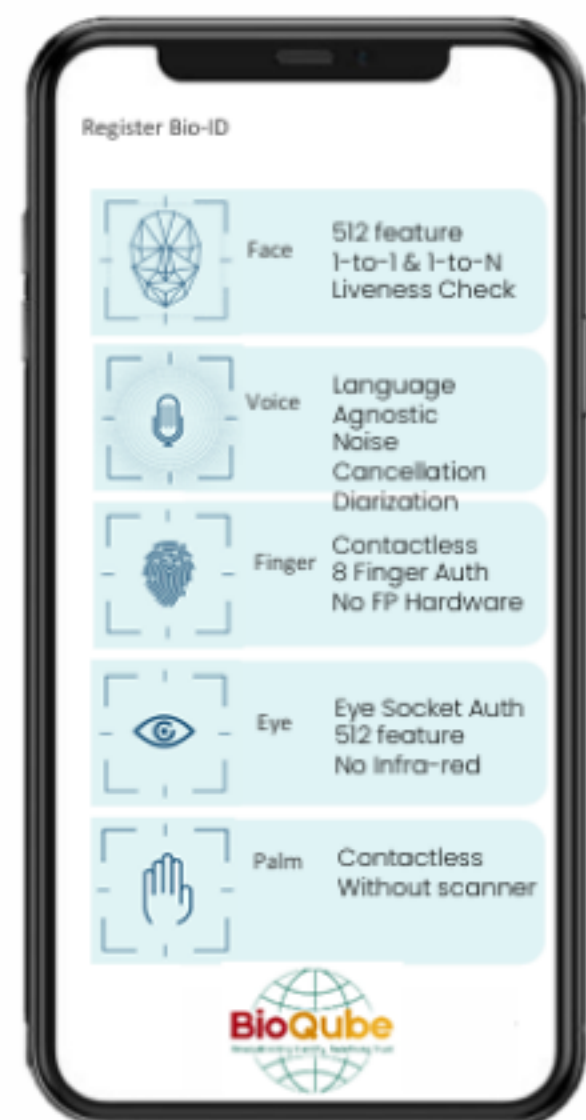 Register Bio-ID
Face
512 feature
1-to-1 & 1-to-N
Liveness Check
Voice
Language
Agnostic
Noise
Cancellation
Diarization
Finger
Contactless
8 Finger Auth
No FP Hardware
Eye
Eye Socket Auth
512 feature
No Infra-red
Palm
Contactless
Without scanner
BioQube